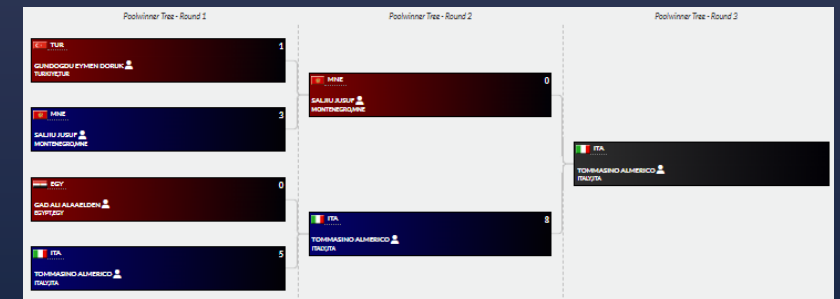 Poolwinner Tree - Round 1
Poolwinner Tree - Round 2
Poolwinner Tree - Round 3
TUR 1
GUNDOGDU EYMEN DORUK
TURKIYE,TUR
MNE 3
SALJIU JUSUF
MONTENEGRO,MNE
EGY 0
GAD ALI ALAAELDEN
EGYPT,EGY
ITA 5
TOMMASINO ALMERICO
ITALY,ITA
MNE 0
SALJIU JUSUF
MONTENEGRO,MNE
ITA 8
TOMMASINO ALMERICO
ITALY,ITA
ITA
TOMMASINO ALMERICO
ITALY,ITA